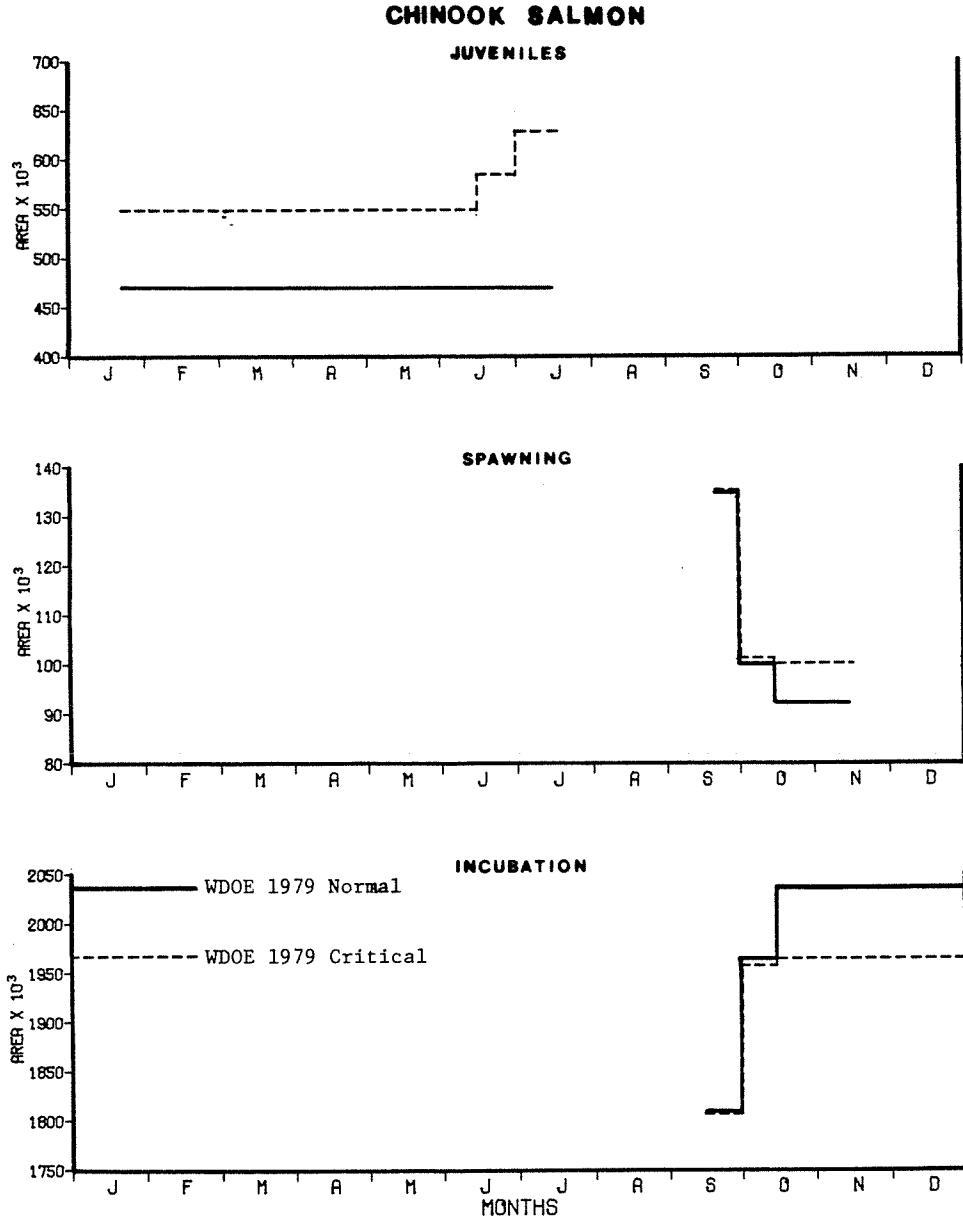 CHINOOK SALMON
JUVENILES
700
650
600
550
500
450
400
AREA X 10³
J F M A M J J A S O N D
SPAWNING
140
130
120
110
100
90
80
AREA X 10³
J F M A M J J A S O N D
INCUBATION
2050
2000
1950
1900
1850
1800
1750
AREA X 10³
WDOE 1979 Normal
WDOE 1979 Critical
J F M A M J J A S O N D
MONTHS